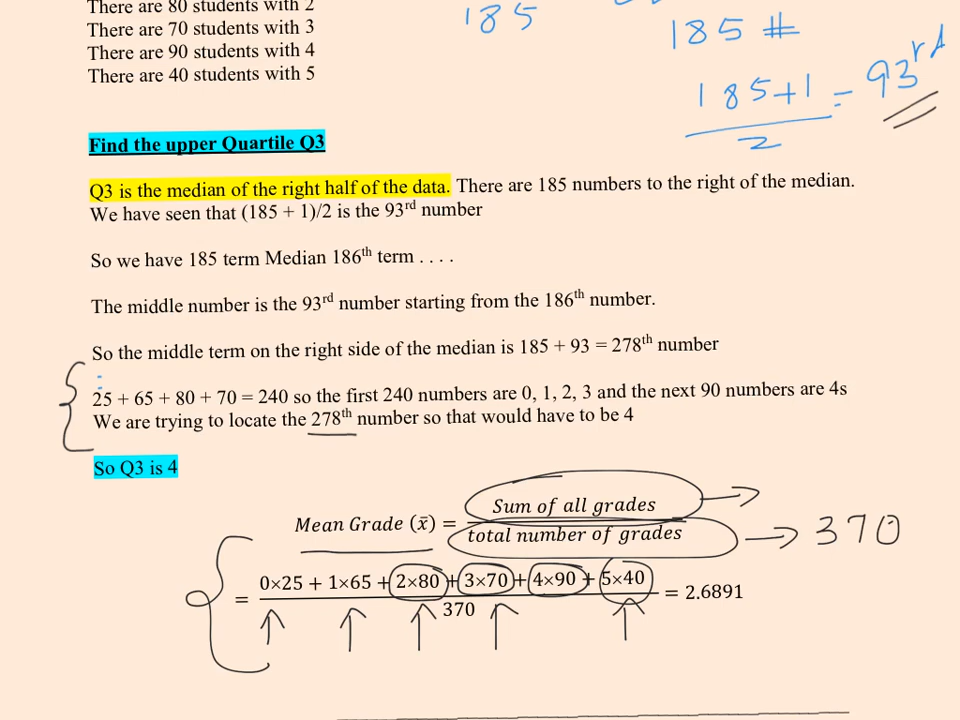 There are 80 students with 2
There are 70 students with 3
There are 90 students with 4
There are 40 students with 5
185
185 #
185+1 = 93rd
2
Find the upper Quartile Q3
Q3 is the median of the right half of the data. There are 185 numbers to the right of the median.
We have seen that (185 + 1)/2 is the 93rd number
So we have 185 term Median 186th term . . . .
The middle number is the 93rd number starting from the 186th number.
So the middle term on the right side of the median is 185 + 93 = 278th number
25 + 65 + 80 + 70 = 240 so the first 240 numbers are 0, 1, 2, 3 and the next 90 numbers are 4s
We are trying to locate the 278th number so that would have to be 4
So Q3 is 4
Mean Grade (x̄) = Sum of all grades
total number of grades → 370
= 0×25 + 1×65 + 2×80 + 3×70 + 4×90 + 5×40 = 2.6891
370